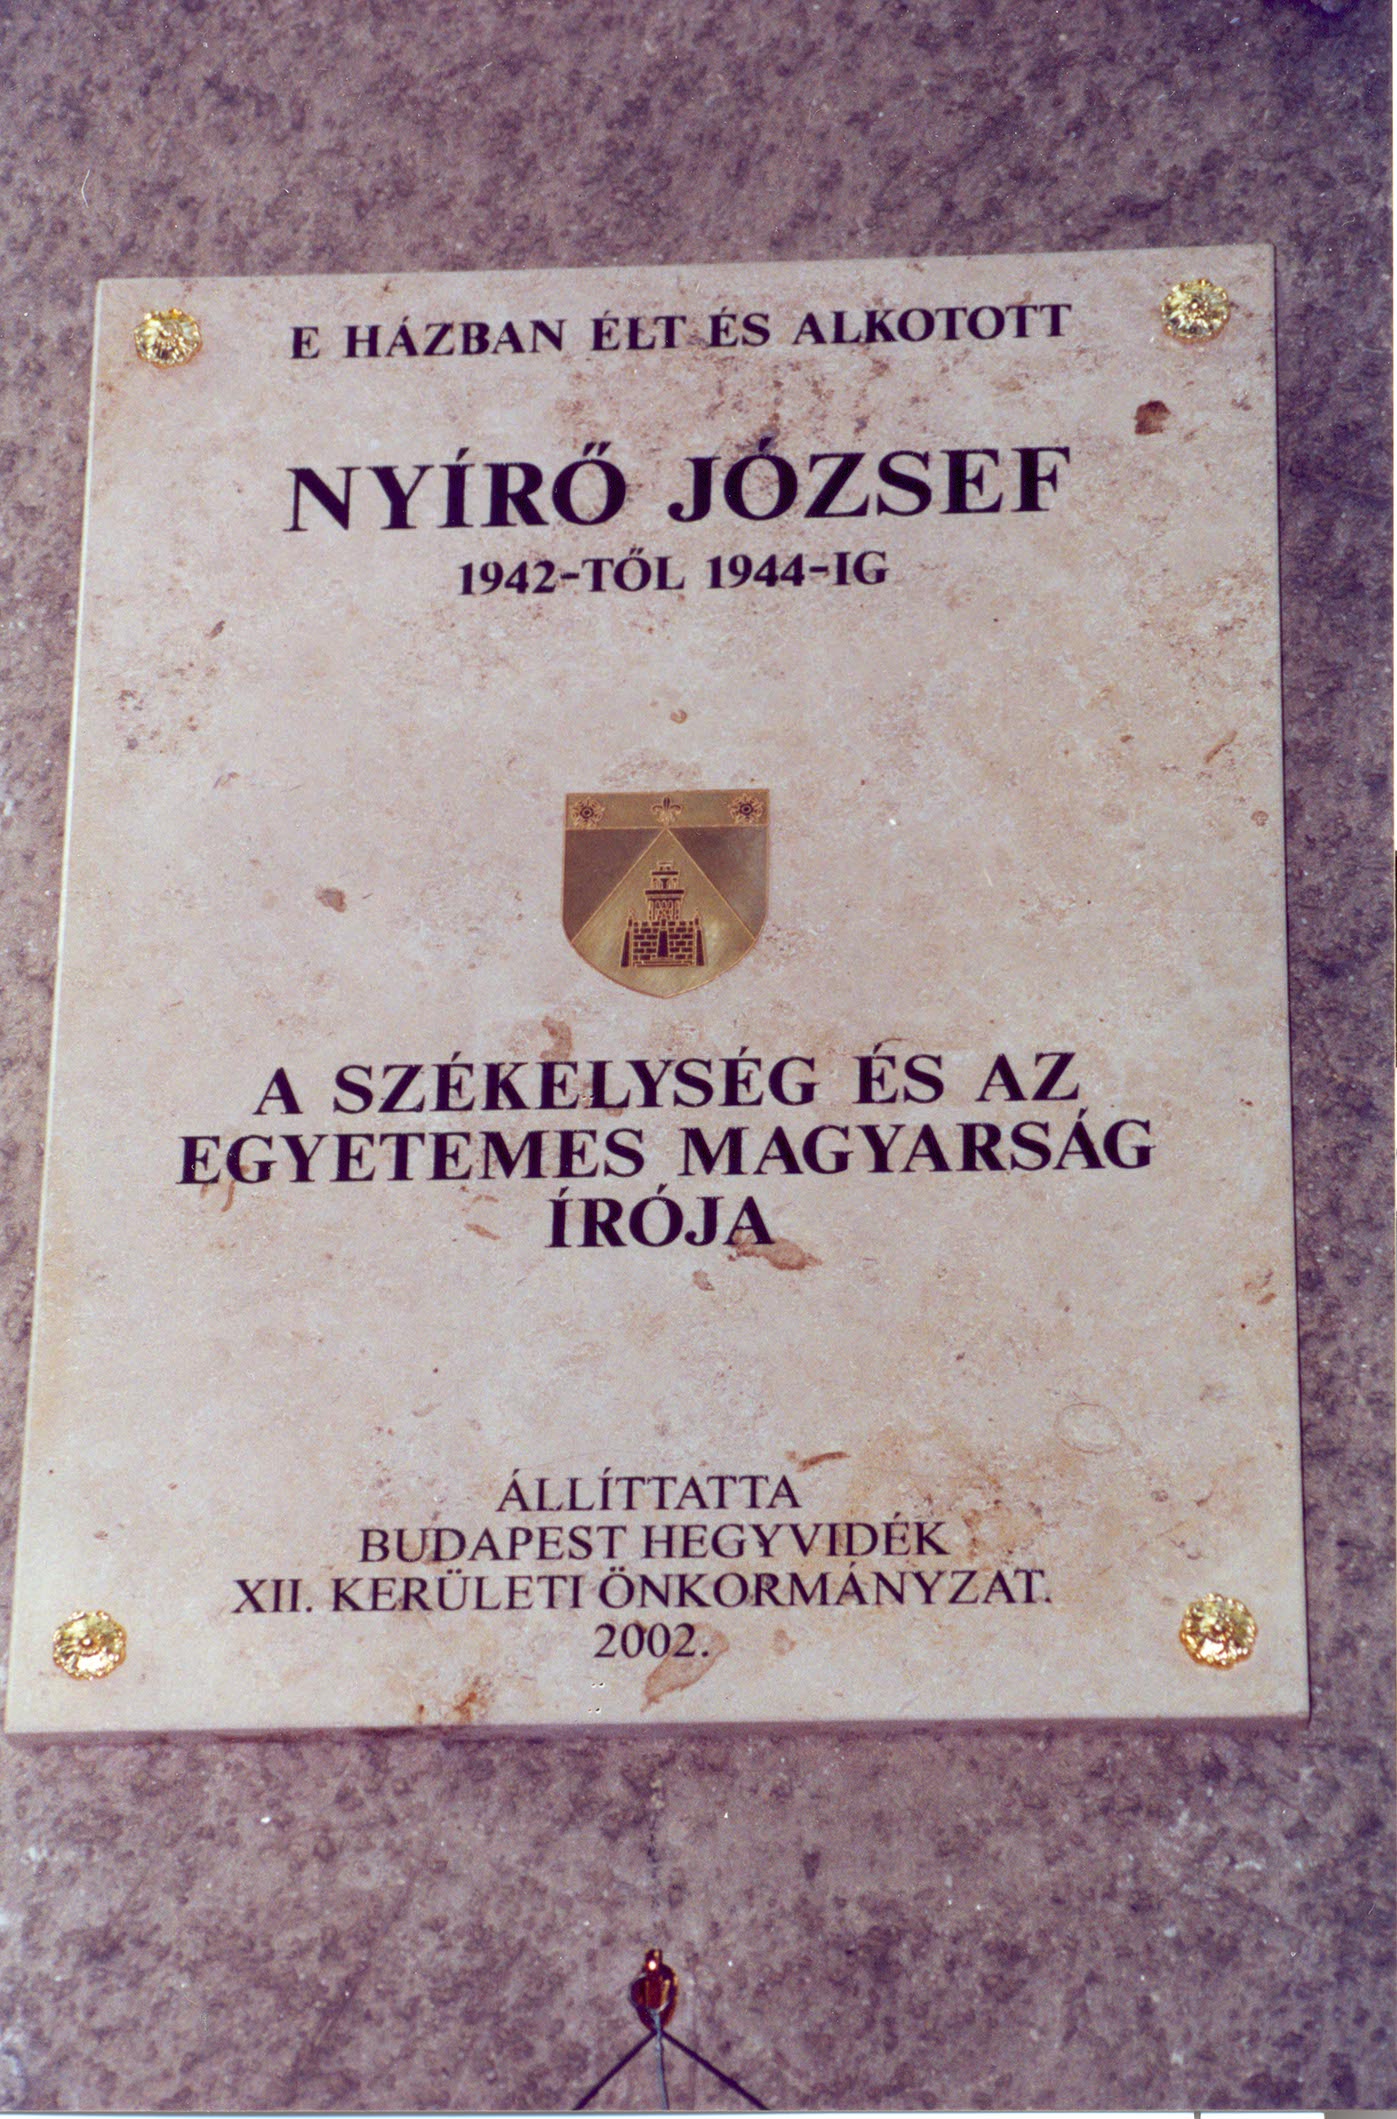 E HÁZBAN ÉLT ÉS ALKOTOTT
NYÍRŐ JÓZSEF
1942-TŐL 1944-IG
A SZÉKELYSÉG ÉS AZ
EGYETEMES MAGYARSÁG
ÍRÓJA
ÁLLÍTTATTA
BUDAPEST HEGYVIDÉK
XII. KERÜLETI ÖNKORMÁNYZAT.
2002.